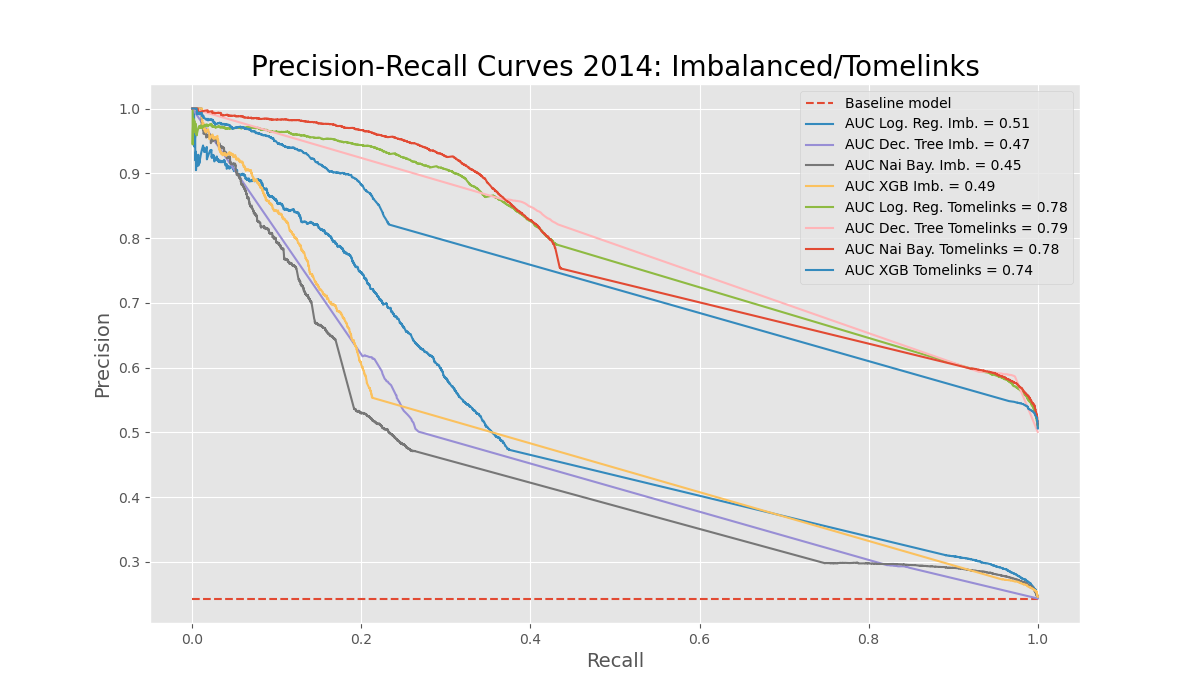 Precision-Recall Curves 2014: Imbalanced/Tomelinks
Baseline model
AUC Log. Reg. Imb. = 0.51
AUC Dec. Tree Imb. = 0.47
AUC Nai Bay. Imb. = 0.45
AUC XGB Imb. = 0.49
AUC Log. Reg. Tomelinks = 0.78
AUC Dec. Tree Tomelinks = 0.79
AUC Nai Bay. Tomelinks = 0.78
AUC XGB Tomelinks = 0.74
Precision
1.0
0.9
0.8
0.7
0.6
0.5
0.4
0.3
0.0 0.2 0.4 0.6 0.8 1.0
Recall